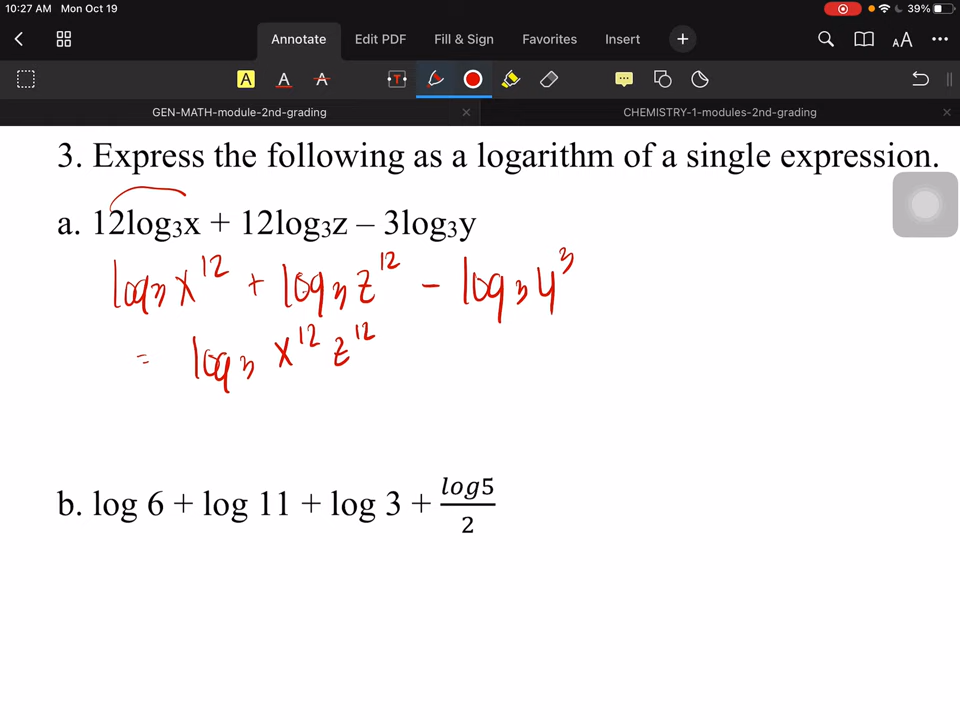 10:27 AM Mon Oct 19 39%
Annotate Edit PDF Fill & Sign Favorites Insert +
AA
A A A T
GEN-MATH-module-2nd-grading × CHEMISTRY-1-modules-2nd-grading ×
3. Express the following as a logarithm of a single expression.
a. 12log₃x + 12log₃z – 3log₃y
log₃ x¹² + log₃ z¹² - log₃ y³
= log₃ x¹² z¹²
b. log 6 + log 11 + log 3 + log5/2